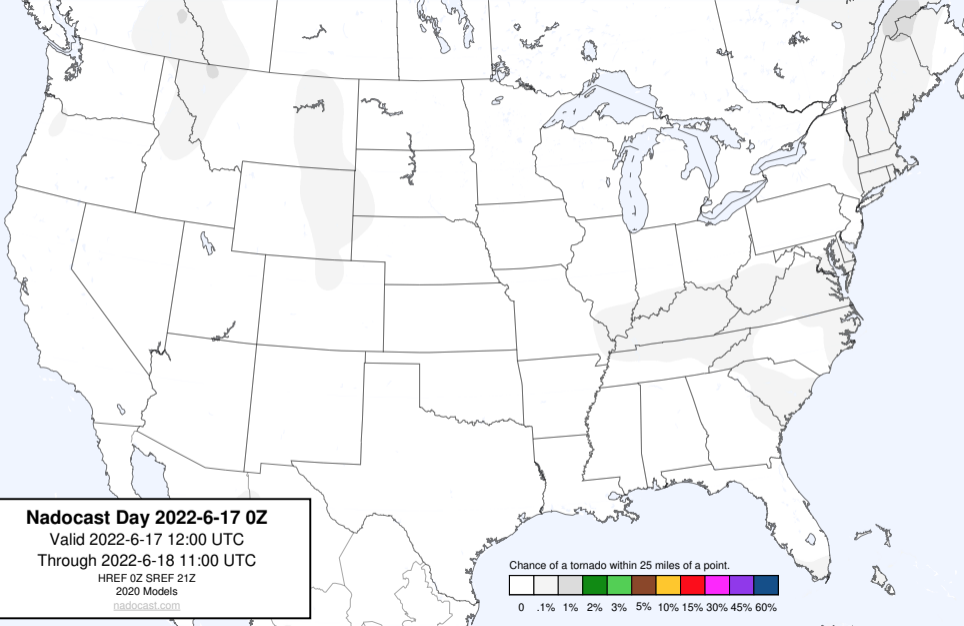 Nadocast Day 2022-6-17 0Z
Valid 2022-6-17 12:00 UTC
Through 2022-6-18 11:00 UTC
HREF 0Z SREF 21Z
2020 Models
nadocast.com
Chance of a tornado within 25 miles of a point.
0 .1% 1% 2% 3% 5% 10% 15% 30% 45% 60%